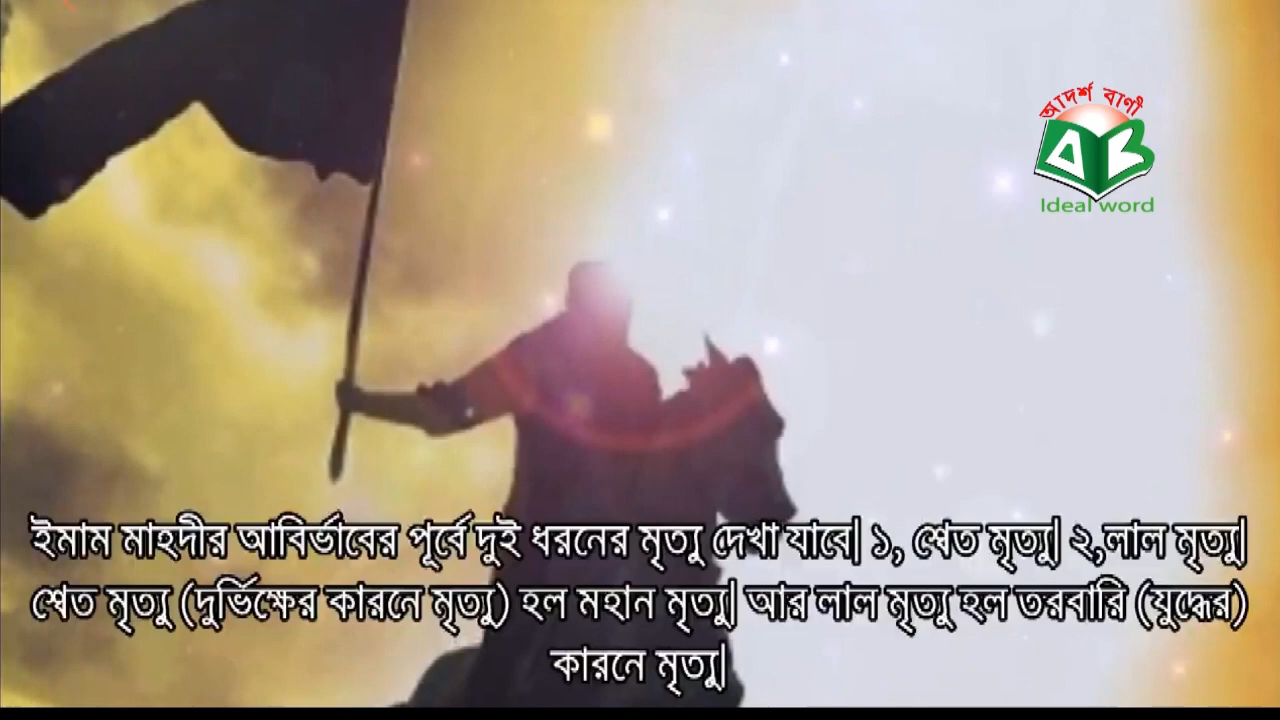 আদর্শ বাণী
Ideal word
ইমাম মাহদীর আবির্ভাবের পূর্বে দুই ধরনের মৃত্যু দেখা যাবে| ১, শ্বেত মৃত্যু| ২,লাল মৃত্যু|
শ্বেত মৃত্যু (দুর্ভিক্ষের কারনে মৃত্যু) হল মহান মৃত্যু| আর লাল মৃত্যু হল তরবারি (যুদ্ধের)
কারনে মৃত্যু|